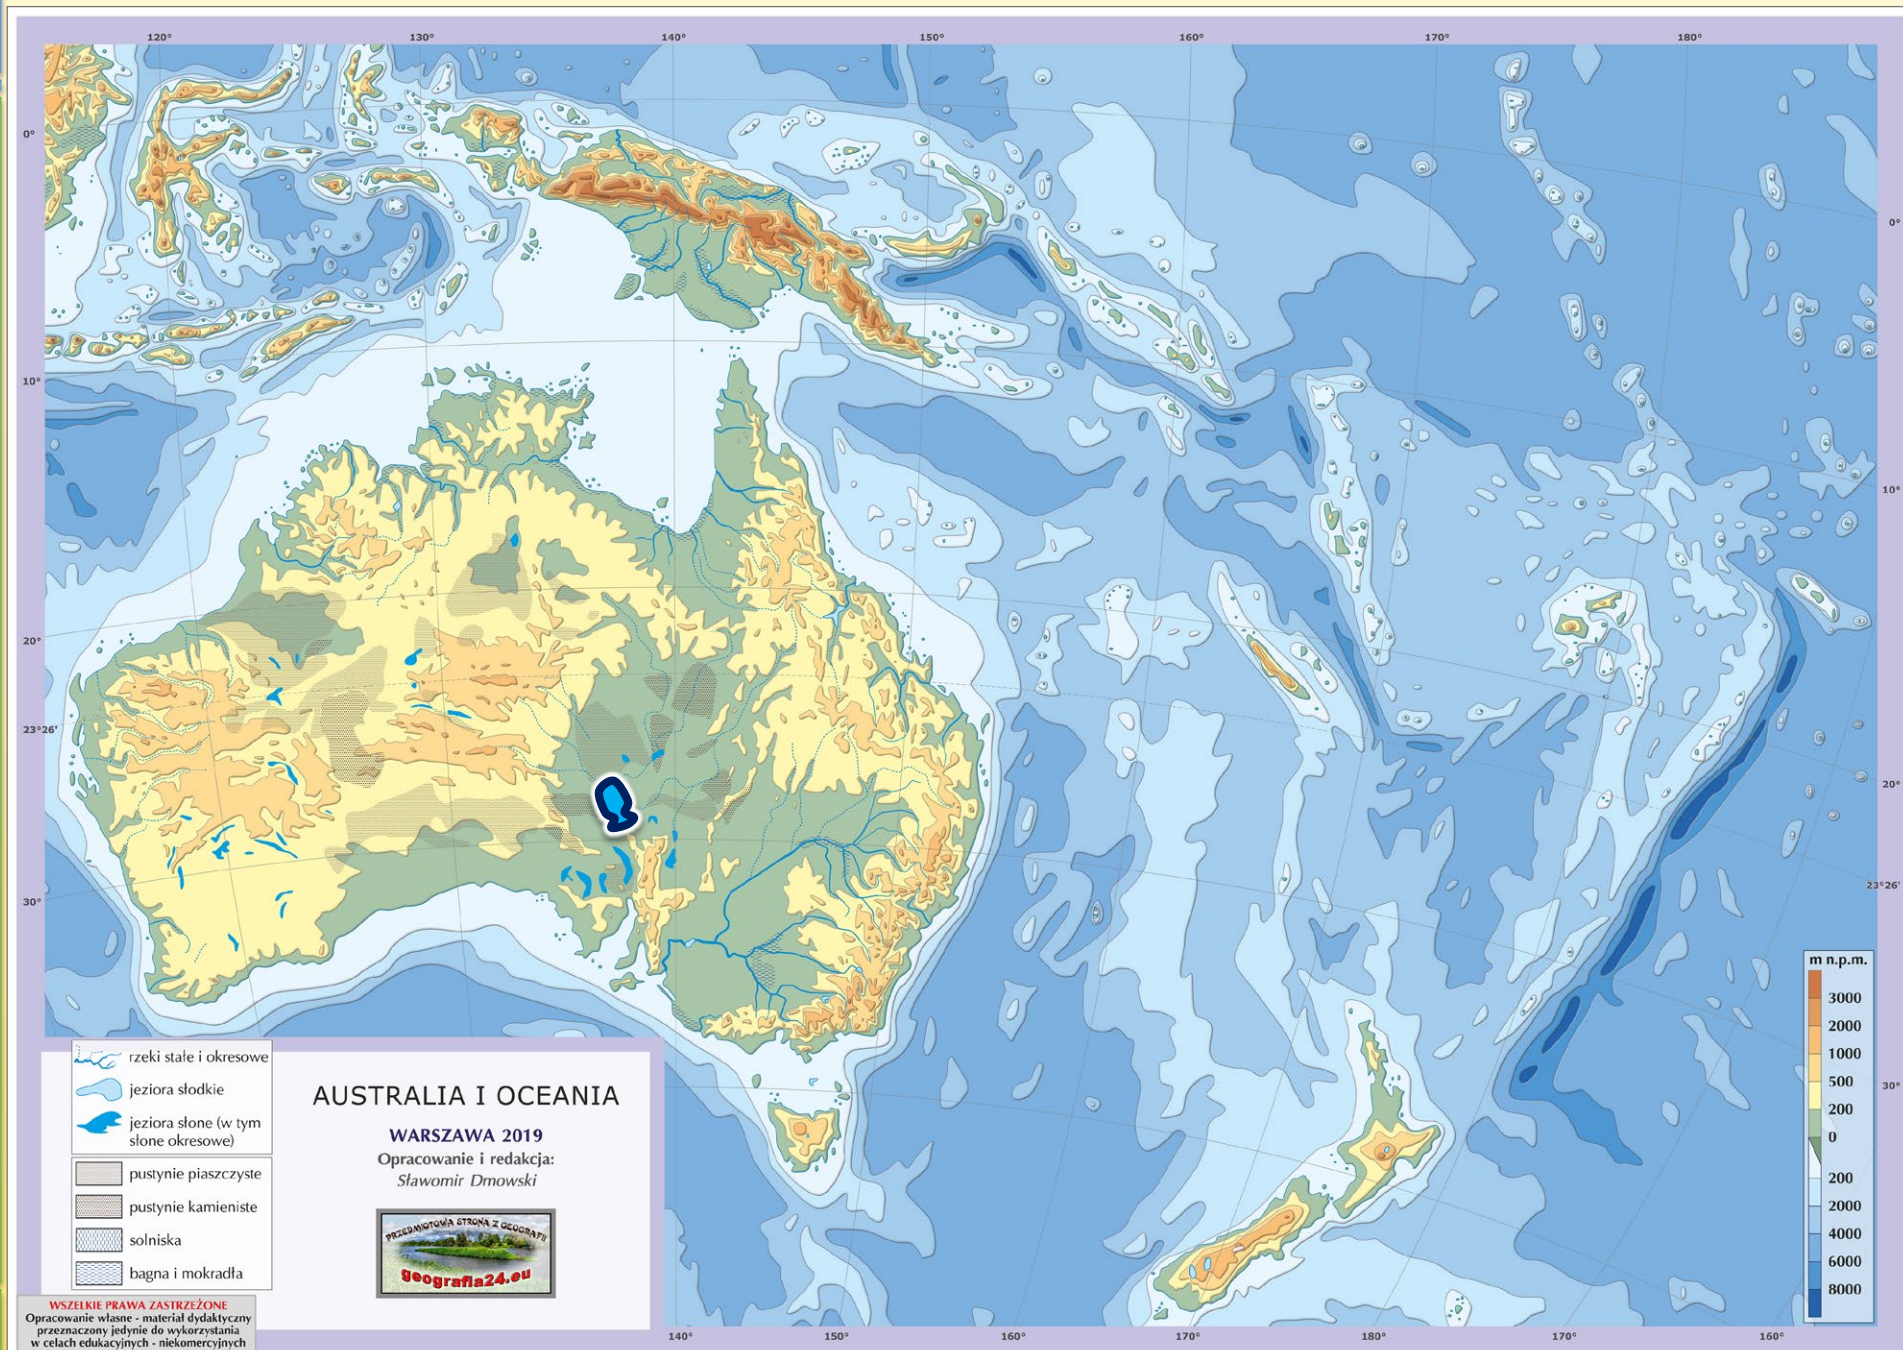 120°
130°
140°
150°
160°
170°
180°
0°
0°
10°
10°
20°
23°26'
20°
23°26'
30°
30°
m n.p.m.
3000
2000
1000
500
200
0
200
2000
4000
6000
8000
rzeki stałe i okresowe
jeziora słodkie
jeziora słone (w tym
słone okresowe)
pustynie piaszczyste
pustynie kamieniste
solniska
bagna i mokradła
AUSTRALIA I OCEANIA
WARSZAWA 2019
Opracowanie i redakcja:
Sławomir Dmowski
PRZEDMIOTOWA STRONA Z GEOGRAFII
geografia24.eu
WSZELKIE PRAWA ZASTRZEŻONE
Opracowanie własne - materiał dydaktyczny
przeznaczony jedynie do wykorzystania
w celach edukacyjnych - niekomercyjnych
140°
150°
160°
170°
180°
170°
160°